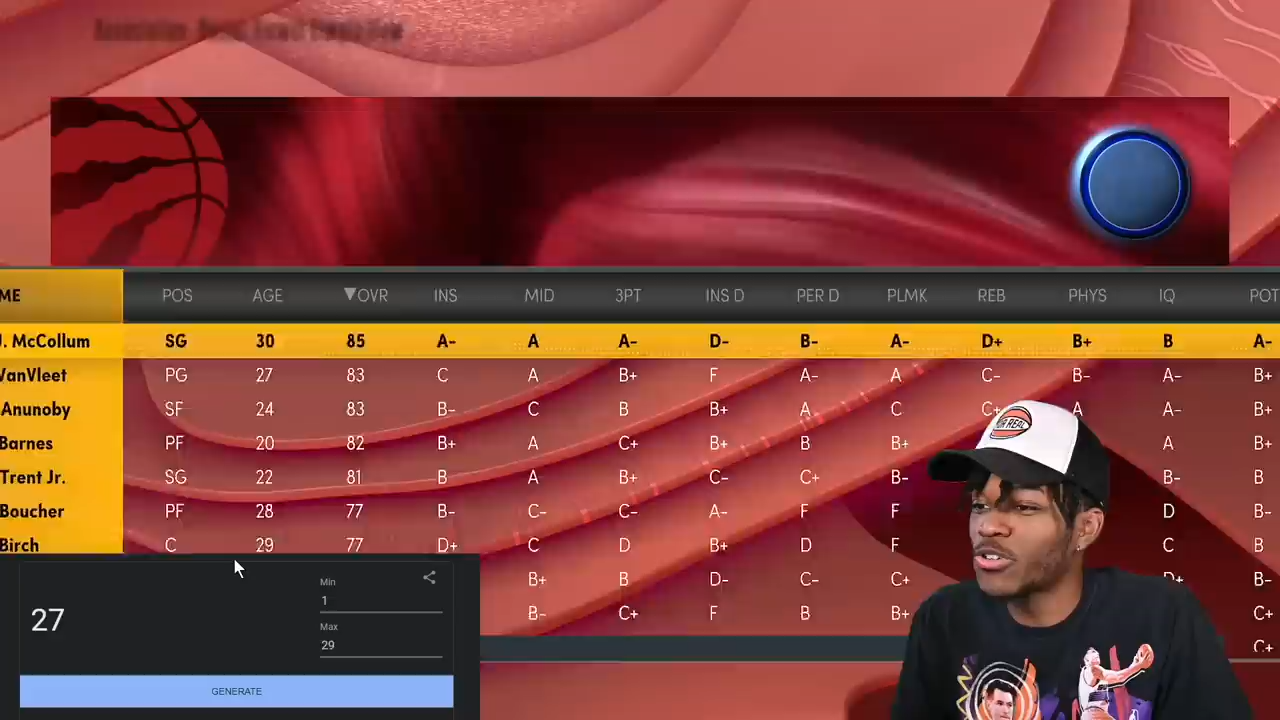 ME POS AGE ▼OVR INS MID 3PT INS D PER D PLMK REB PHYS IQ POT
J. McCollum SG 30 85 A- A A- D- B- A- D+ B+ B A-
VanVleet PG 27 83 C A B+ F A- A C- B- A- B+
Anunoby SF 24 83 B- C B B+ A C C+ A A- B+
Barnes PF 20 82 B+ A C+ B+ B B+ A B+
Trent Jr. SG 22 81 B A B+ C- C+ B- B- B
Boucher PF 28 77 B- C- C- A- F F D B-
Birch C 29 77 D+ C D B+ D F C B
B+ B D- C- C+ D+ B-
B- C+ F B B+ C+
C+
Min
1
27
Max
29
GENERATE